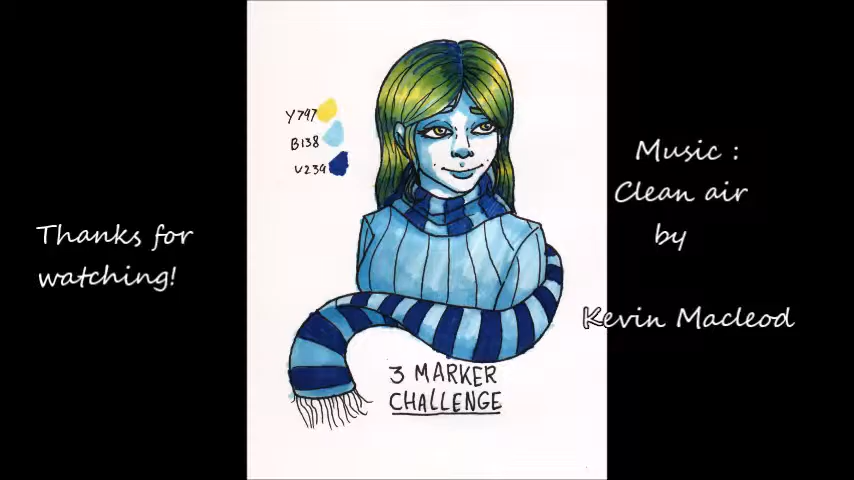 Thanks for
watching!
Y747
B138
V234
3 MARKER
CHALLENGE
Music :
Clean air
by
Kevin Macleod